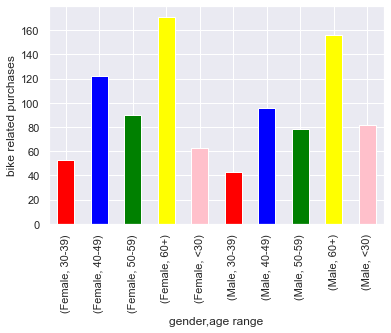 bike related purchases
160
140
120
100
80
60
40
20
0
(Female, 30-39)
(Female, 40-49)
(Female, 50-59)
(Female, 60+)
(Female, <30)
(Male, 30-39)
(Male, 40-49)
(Male, 50-59)
(Male, 60+)
(Male, <30)
gender,age range